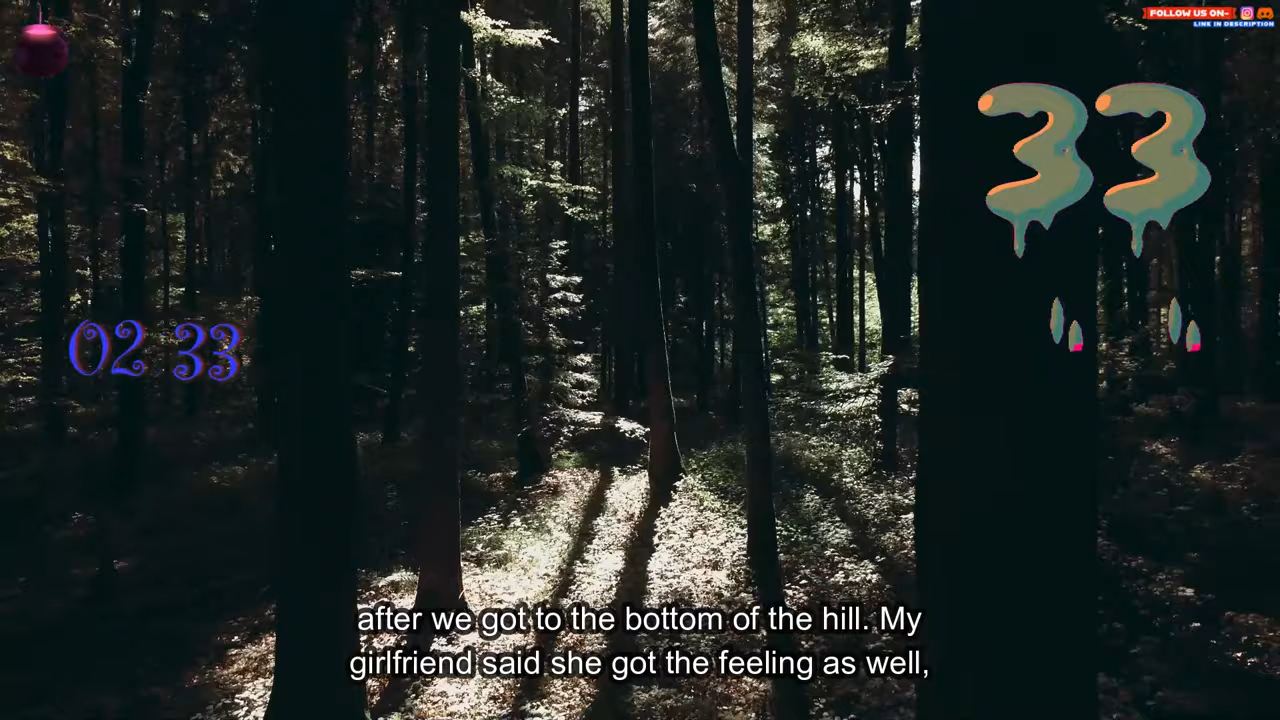 FOLLOW US ON-
LINK IN DESCRIPTION
33
02 33
after we got to the bottom of the hill. My
girlfriend said she got the feeling as well,